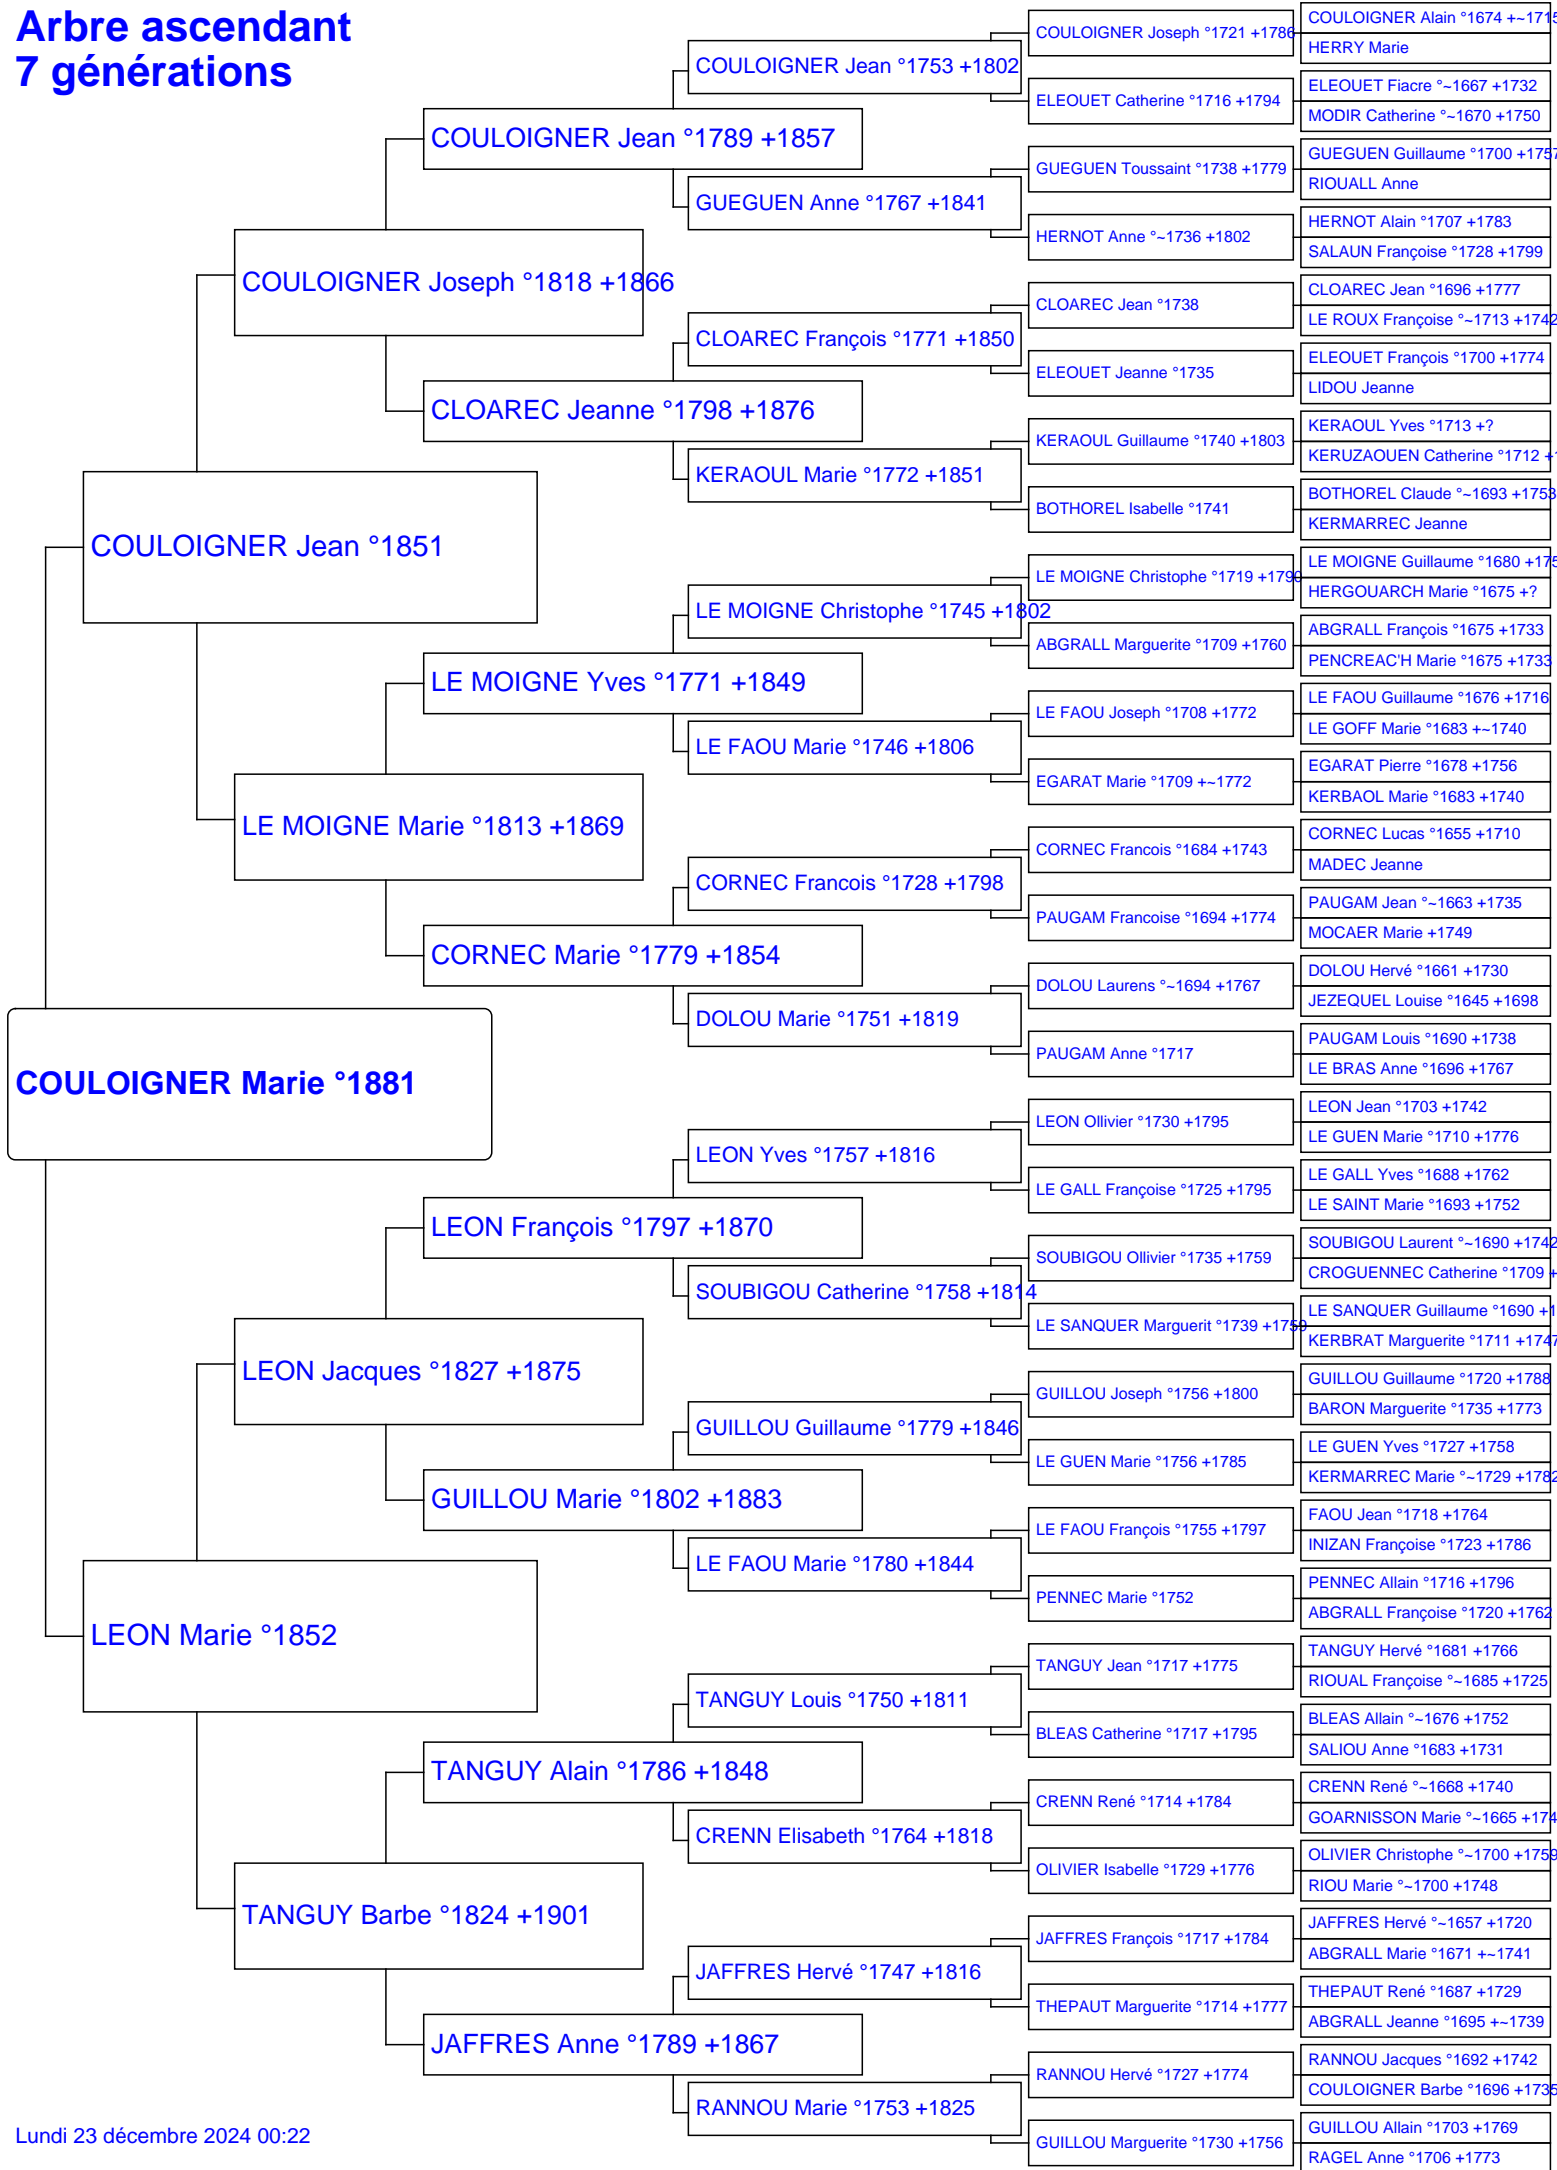 Arbre ascendant
7 générations
COULOIGNER Marie °1881
COULOIGNER Jean °1851
LEON Marie °1852
COULOIGNER Joseph °1818 +1866
LE MOIGNE Marie °1813 +1869
LEON Jacques °1827 +1875
TANGUY Barbe °1824 +1901
COULOIGNER Jean °1789 +1857
CLOAREC Jeanne °1798 +1876
LE MOIGNE Yves °1771 +1849
CORNEC Marie °1779 +1854
LEON François °1797 +1870
GUILLOU Marie °1802 +1883
TANGUY Alain °1786 +1848
JAFFRES Anne °1789 +1867
COULOIGNER Jean °1753 +1802
GUEGUEN Anne °1767 +1841
CLOAREC François °1771 +1850
KERAOUL Marie °1772 +1851
LE MOIGNE Christophe °1745 +1802
LE FAOU Marie °1746 +1806
CORNEC Francois °1728 +1798
DOLOU Marie °1751 +1819
LEON Yves °1757 +1816
SOUBIGOU Catherine °1758 +1814
GUILLOU Guillaume °1779 +1846
LE FAOU Marie °1780 +1844
TANGUY Louis °1750 +1811
CRENN Elisabeth °1764 +1818
JAFFRES Hervé °1747 +1816
RANNOU Marie °1753 +1825
COULOIGNER Joseph °1721 +1786
ELEOUET Catherine °1716 +1794
GUEGUEN Toussaint °1738 +1779
HERNOT Anne °~1736 +1802
CLOAREC Jean °1738
ELEOUET Jeanne °1735
KERAOUL Guillaume °1740 +1803
BOTHOREL Isabelle °1741
LE MOIGNE Christophe °1719 +1790
ABGRALL Marguerite °1709 +1760
LE FAOU Joseph °1708 +1772
EGARAT Marie °1709 +~1772
CORNEC Francois °1684 +1743
PAUGAM Francoise °1694 +1774
DOLOU Laurens °~1694 +1767
PAUGAM Anne °1717
LEON Ollivier °1730 +1795
LE GALL Françoise °1725 +1795
SOUBIGOU Ollivier °1735 +1759
LE SANQUER Marguerit °1739 +1759
GUILLOU Joseph °1756 +1800
LE GUEN Marie °1756 +1785
LE FAOU François °1755 +1797
PENNEC Marie °1752
TANGUY Jean °1717 +1775
BLEAS Catherine °1717 +1795
CRENN René °1714 +1784
OLIVIER Isabelle °1729 +1776
JAFFRES François °1717 +1784
THEPAUT Marguerite °1714 +1777
RANNOU Hervé °1727 +1774
GUILLOU Marguerite °1730 +1756
COULOIGNER Alain °1674 +~1715
HERRY Marie
ELEOUET Fiacre °~1667 +1732
MODIR Catherine °~1670 +1750
GUEGUEN Guillaume °1700 +1757
RIOUALL Anne
HERNOT Alain °1707 +1783
SALAUN Françoise °1728 +1799
CLOAREC Jean °1696 +1777
LE ROUX Françoise °~1713 +1742
ELEOUET François °1700 +1774
LIDOU Jeanne
KERAOUL Yves °1713 +?
KERUZAOUEN Catherine °1712
BOTHOREL Claude °~1693 +1753
KERMARREC Jeanne
LE MOIGNE Guillaume °1680 +175
HERGOUARCH Marie °1675 +?
ABGRALL François °1675 +1733
PENCREAC'H Marie °1675 +1733
LE FAOU Guillaume °1676 +1716
LE GOFF Marie °1683 +~1740
EGARAT Pierre °1678 +1756
KERBAOL Marie °1683 +1740
CORNEC Lucas °1655 +1710
MADEC Jeanne
PAUGAM Jean °~1663 +1735
MOCAER Marie +1749
DOLOU Hervé °1661 +1730
JEZEQUEL Louise °1645 +1698
PAUGAM Louis °1690 +1738
LE BRAS Anne °1696 +1767
LEON Jean °1703 +1742
LE GUEN Marie °1710 +1776
LE GALL Yves °1688 +1762
LE SAINT Marie °1693 +1752
SOUBIGOU Laurent °~1690 +1742
CROGUENNEC Catherine °1709 +
LE SANQUER Guillaume °1690 +1
KERBRAT Marguerite °1711 +1747
GUILLOU Guillaume °1720 +1788
BARON Marguerite °1735 +1773
LE GUEN Yves °1727 +1758
KERMARREC Marie °~1729 +1782
FAOU Jean °1718 +1764
INIZAN Françoise °1723 +1786
PENNEC Allain °1716 +1796
ABGRALL Françoise °1720 +1762
TANGUY Hervé °1681 +1766
RIOUAL Françoise °~1685 +1725
BLEAS Allain °~1676 +1752
SALIOU Anne °1683 +1731
CRENN René °~1668 +1740
GOARNISSON Marie °~1665 +174
OLIVIER Christophe °~1700 +1759
RIOU Marie °~1700 +1748
JAFFRES Hervé °~1657 +1720
ABGRALL Marie °1671 +~1741
THEPAUT René °1687 +1729
ABGRALL Jeanne °1695 +~1739
RANNOU Jacques °1692 +1742
COULOIGNER Barbe °1696 +1735
GUILLOU Allain °1703 +1769
RAGEL Anne °1706 +1773
Lundi 23 décembre 2024 00:22